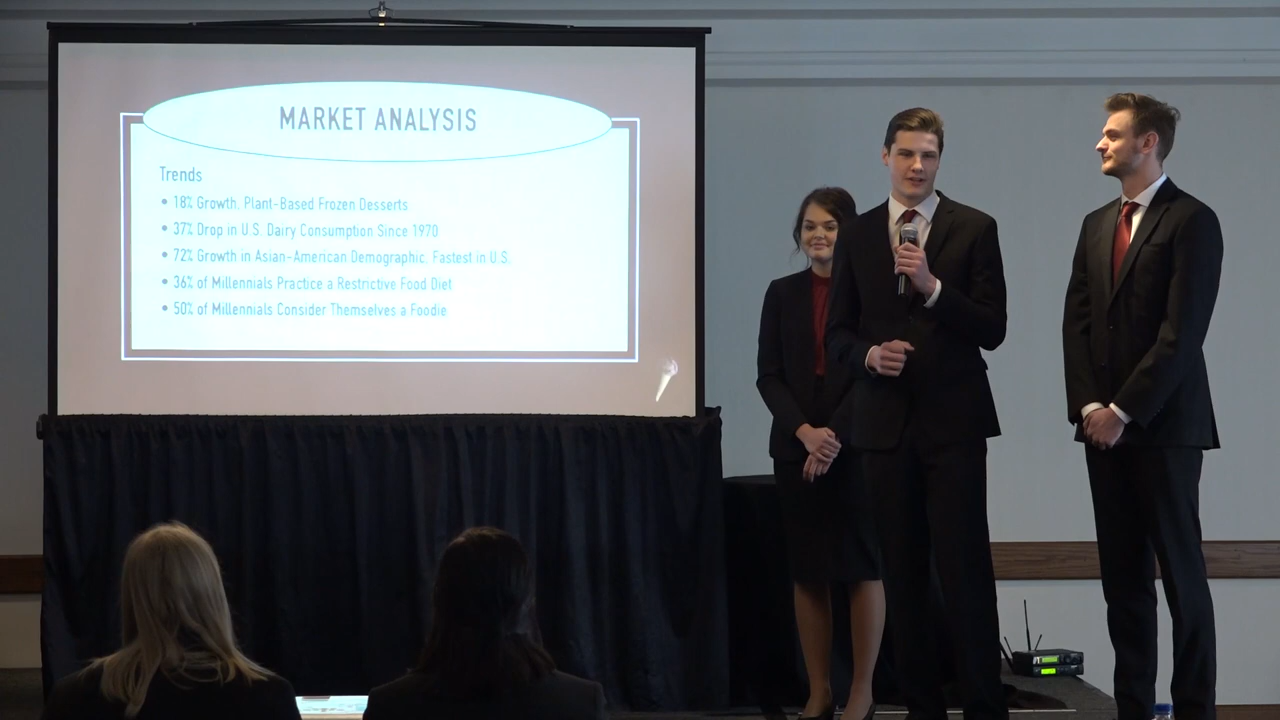 MARKET ANALYSIS
Trends
• 18% Growth, Plant-Based Frozen Desserts
• 37% Drop in U.S. Dairy Consumption Since 1970
• 72% Growth in Asian-American Demographic, Fastest in U.S.
• 36% of Millennials Practice a Restrictive Food Diet
• 50% of Millennials Consider Themselves a Foodie